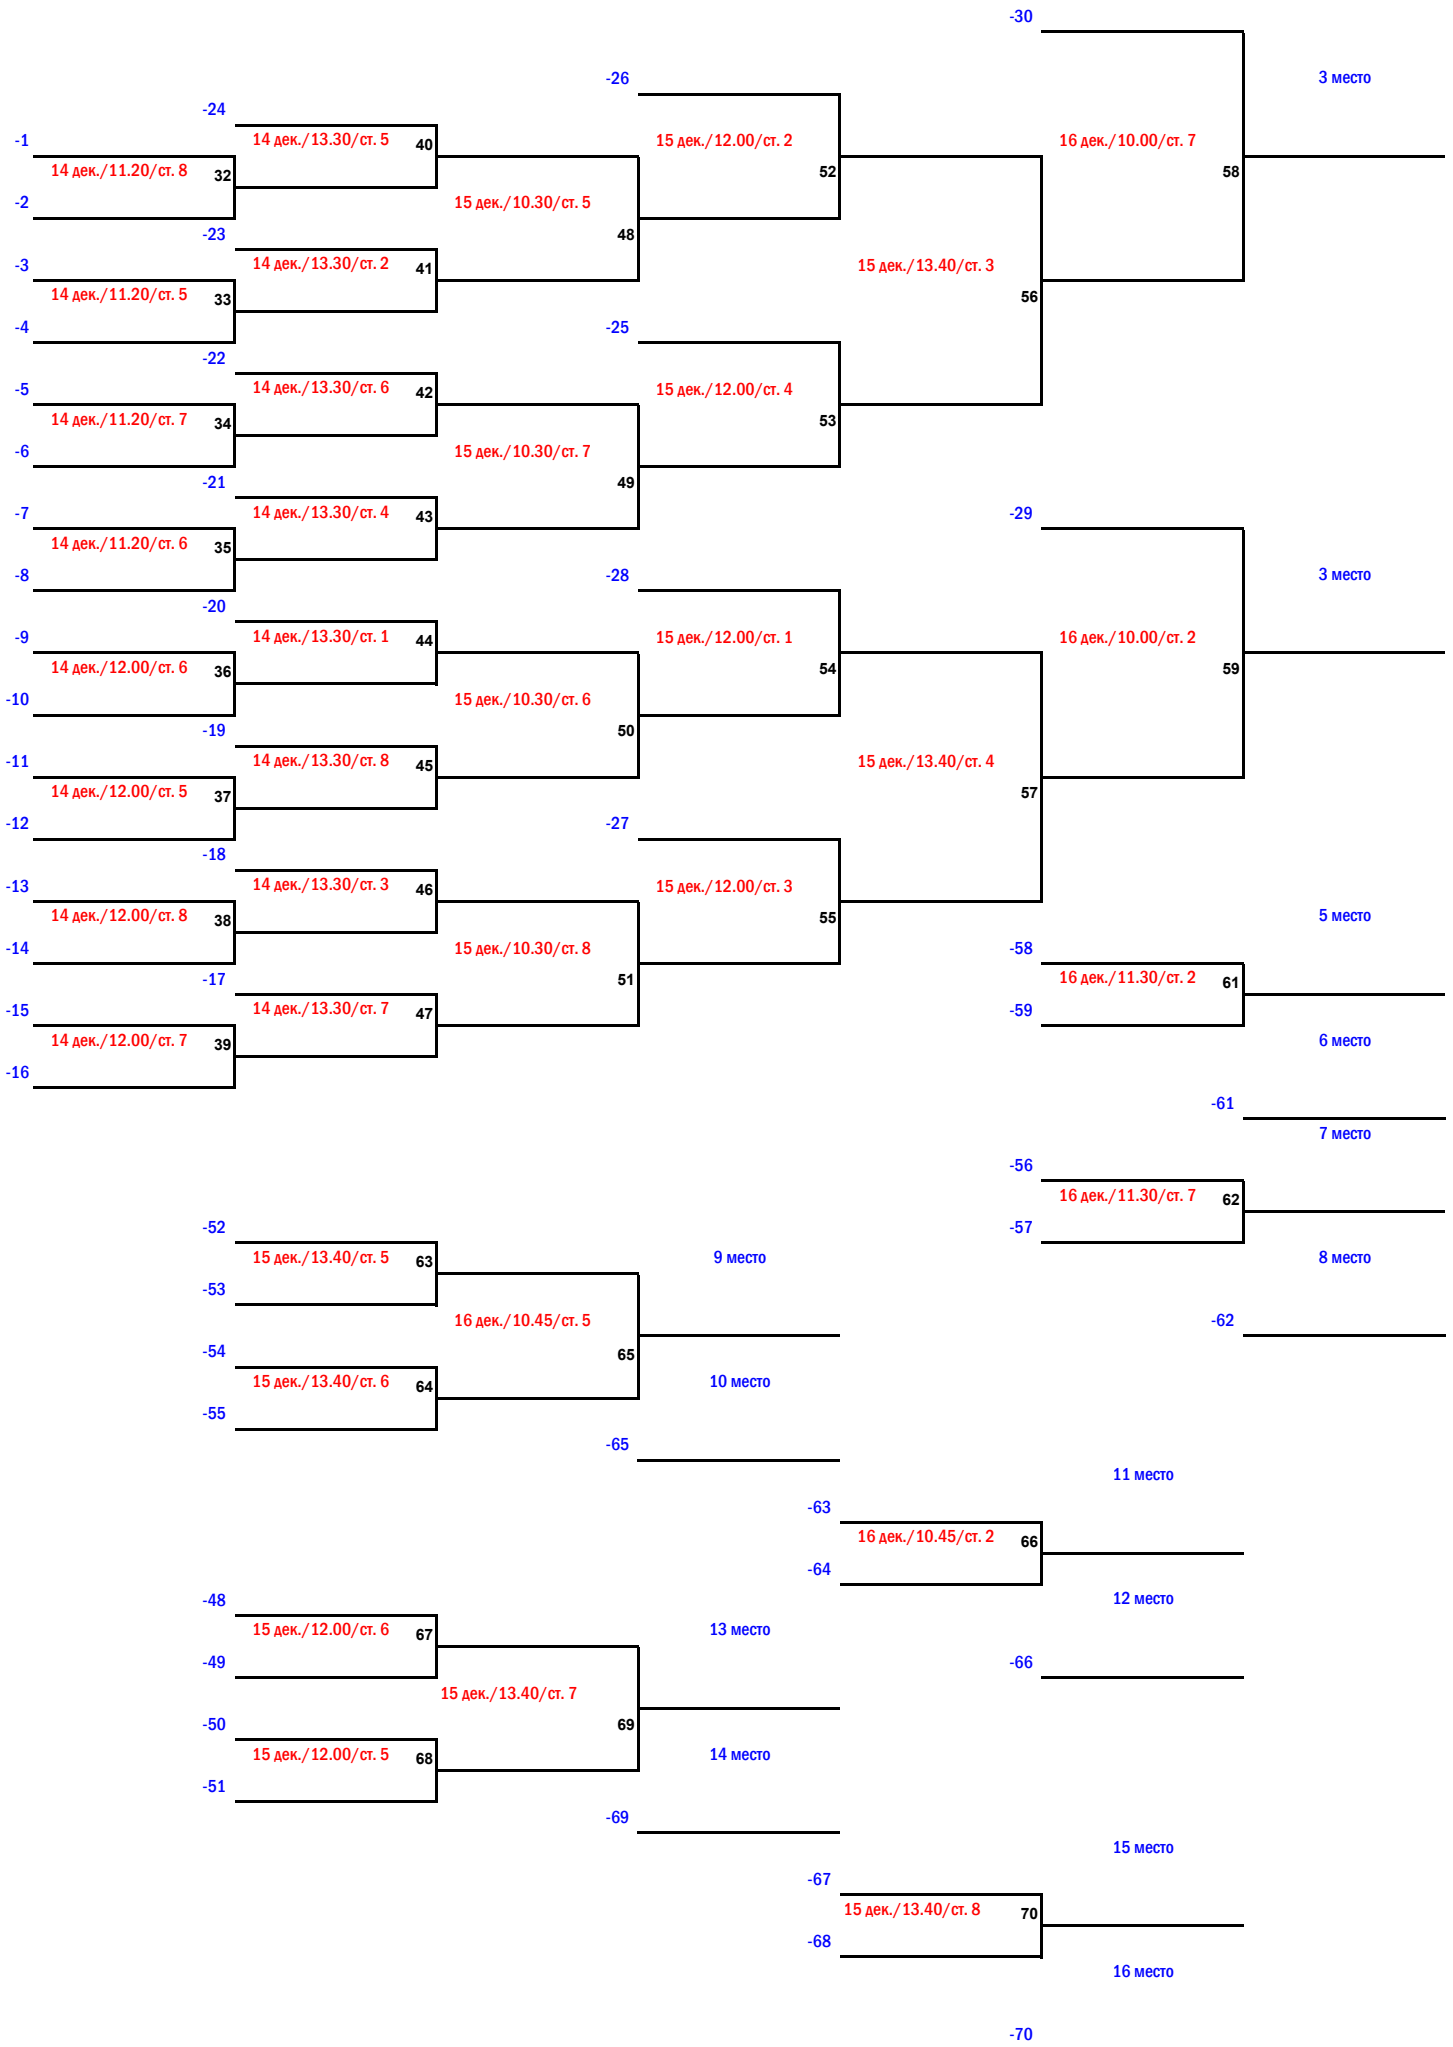 -30
3 место
-26
-24
-1
14 дек./13.30/ст. 5
40
15 дек./12.00/ст. 2
16 дек./10.00/ст. 7
14 дек./11.20/ст. 8
32
52
58
-2
15 дек./10.30/ст. 5
-23
48
-3
14 дек./13.30/ст. 2
41
15 дек./13.40/ст. 3
14 дек./11.20/ст. 5
33
56
-4
-25
-22
-5
14 дек./13.30/ст. 6
42
15 дек./12.00/ст. 4
14 дек./11.20/ст. 7
34
53
-6
15 дек./10.30/ст. 7
-21
49
-7
14 дек./13.30/ст. 4
43
-29
14 дек./11.20/ст. 6
35
-8
-28
3 место
-20
-9
14 дек./13.30/ст. 1
44
15 дек./12.00/ст. 1
16 дек./10.00/ст. 2
14 дек./12.00/ст. 6
36
54
59
-10
15 дек./10.30/ст. 6
-19
50
-11
14 дек./13.30/ст. 8
45
15 дек./13.40/ст. 4
14 дек./12.00/ст. 5
37
57
-12
-27
-18
-13
14 дек./13.30/ст. 3
46
15 дек./12.00/ст. 3
14 дек./12.00/ст. 8
38
55
5 место
-14
15 дек./10.30/ст. 8
-58
-17
51
16 дек./11.30/ст. 2
61
-15
14 дек./13.30/ст. 7
47
-59
14 дек./12.00/ст. 7
39
6 место
-16
-61
7 место
-56
16 дек./11.30/ст. 7
62
-52
-57
15 дек./13.40/ст. 5
63
9 место
8 место
-53
16 дек./10.45/ст. 5
-62
-54
65
15 дек./13.40/ст. 6
64
10 место
-55
-65
11 место
-63
16 дек./10.45/ст. 2
66
-64
-48
12 место
15 дек./12.00/ст. 6
67
13 место
-49
-66
15 дек./13.40/ст. 7
-50
69
15 дек./12.00/ст. 5
68
14 место
-51
-69
15 место
-67
15 дек./13.40/ст. 8
70
-68
16 место
-70